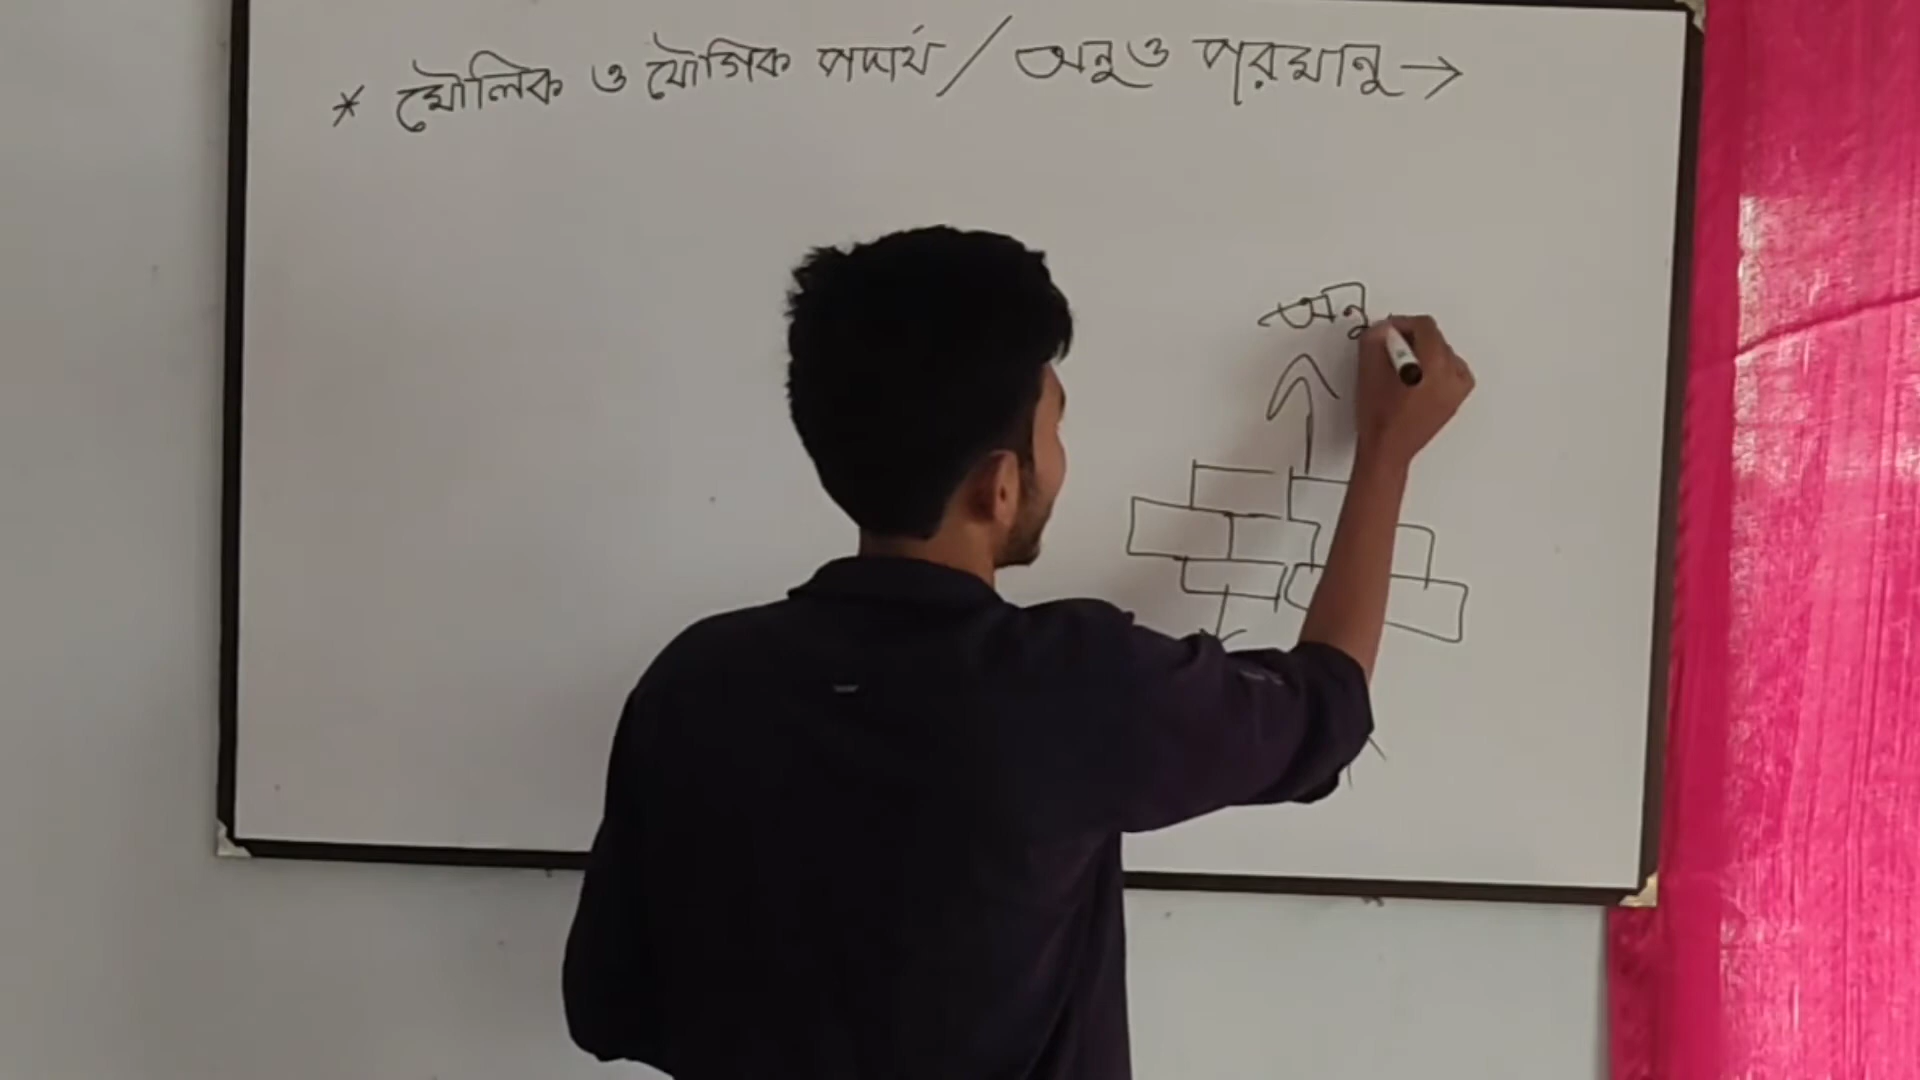 * মৌলিক ও যৌগিক পদার্থ / অনু ও পরমানু →
অনু